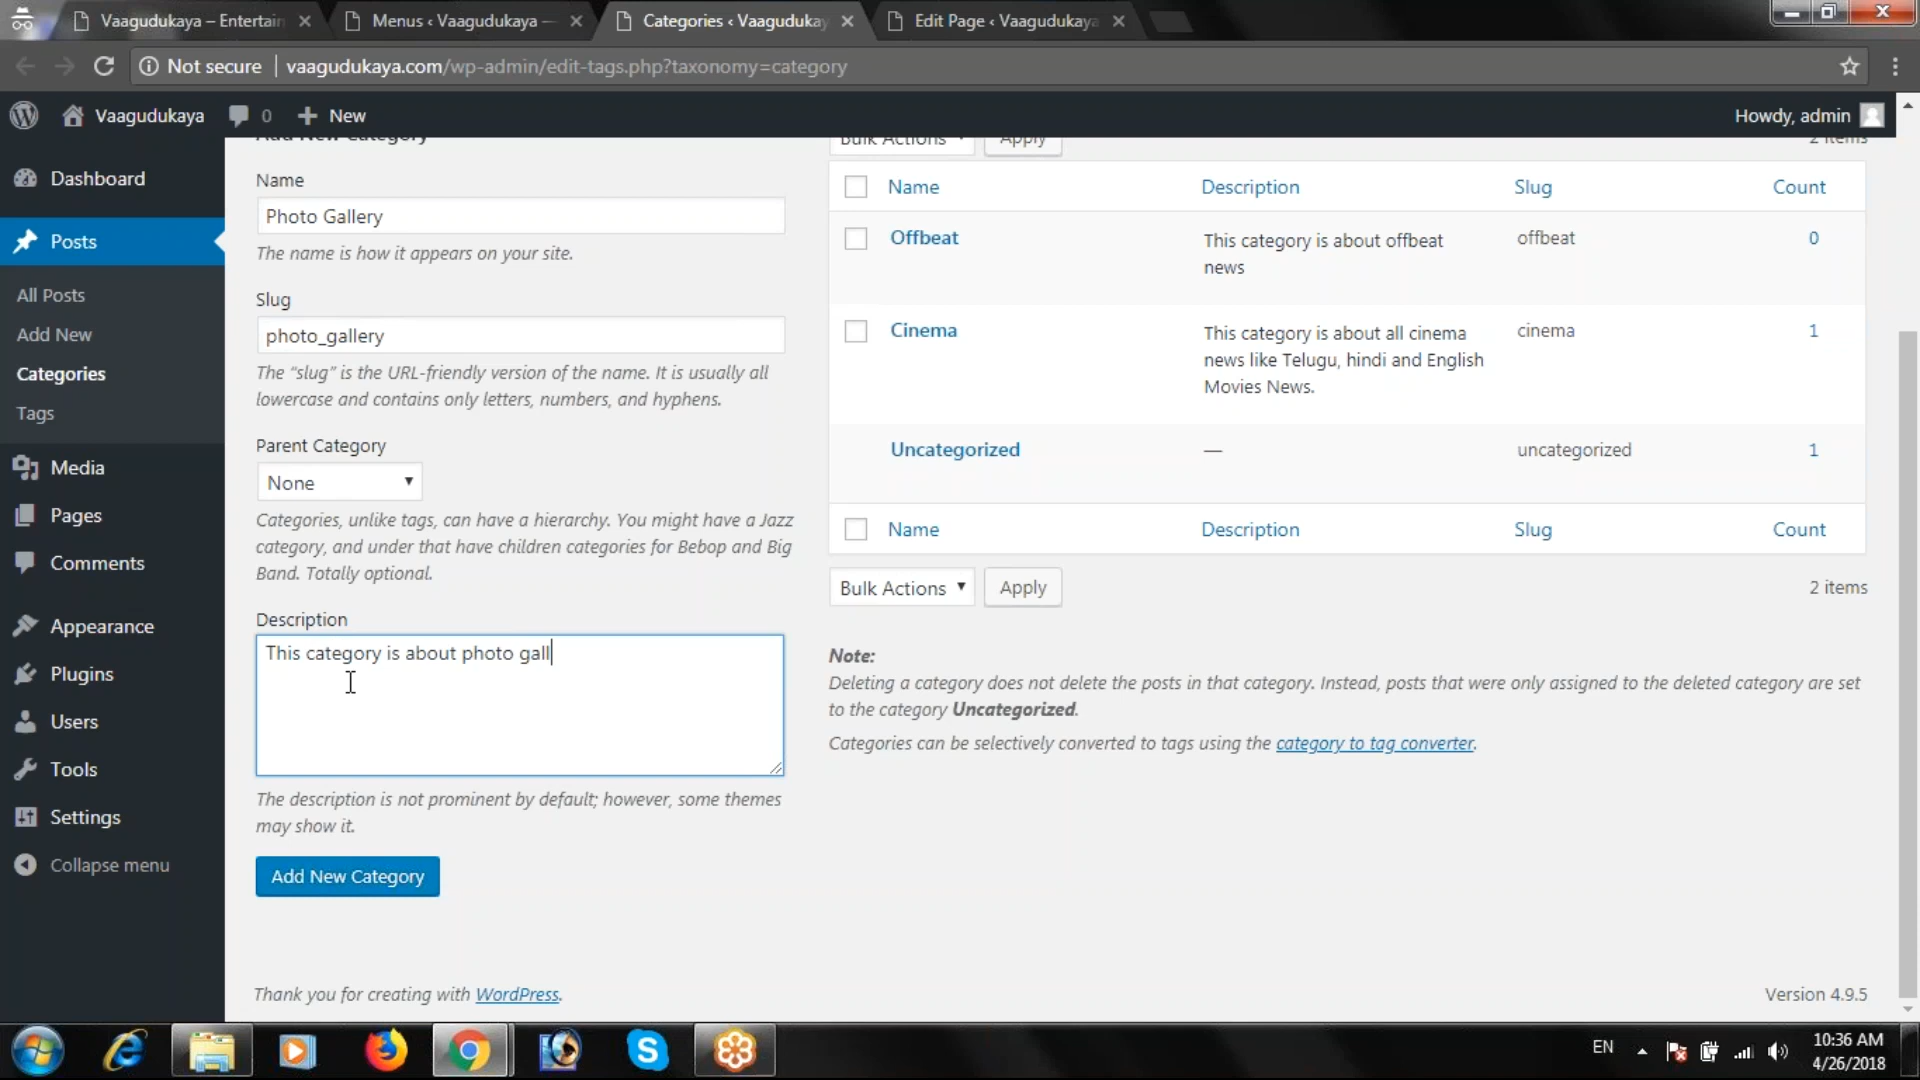 Vaagudukaya – Entertain
Menus ‹ Vaagudukaya —
Categories ‹ Vaagudukay
Edit Page ‹ Vaagudukaya
Not secure | vaagudukaya.com/wp-admin/edit-tags.php?taxonomy=category
Vaagudukaya 0 + New
Howdy, admin
Dashboard
Posts
All Posts
Add New
Categories
Tags
Media
Pages
Comments
Appearance
Plugins
Users
Tools
Settings
Collapse menu
Add New Category
Name
Photo Gallery
The name is how it appears on your site.
Slug
photo_gallery
The “slug” is the URL-friendly version of the name. It is usually all
lowercase and contains only letters, numbers, and hyphens.
Parent Category
None
Categories, unlike tags, can have a hierarchy. You might have a Jazz
category, and under that have children categories for Bebop and Big
Band. Totally optional.
Description
This category is about photo gall
The description is not prominent by default; however, some themes
may show it.
Add New Category
Bulk Actions Apply 2 items
Name Description Slug Count
Offbeat This category is about offbeat offbeat 0
news
Cinema This category is about all cinema cinema 1
news like Telugu, hindi and English
Movies News.
Uncategorized — uncategorized 1
Name Description Slug Count
Bulk Actions Apply 2 items
Note:
Deleting a category does not delete the posts in that category. Instead, posts that were only assigned to the deleted category are set
to the category Uncategorized.
Categories can be selectively converted to tags using the category to tag converter.
Thank you for creating with WordPress.
Version 4.9.5
EN
10:36 AM
4/26/2018